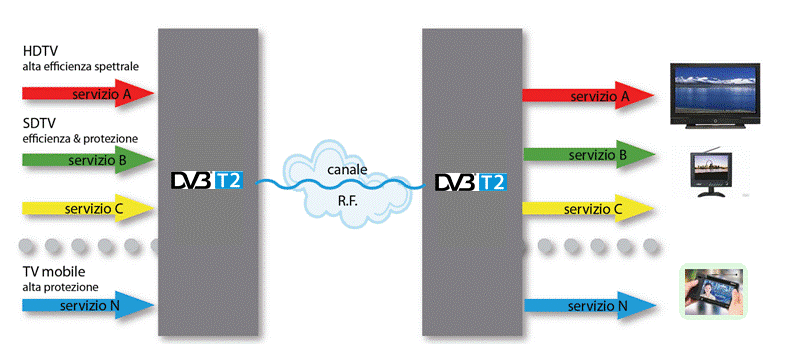 HDTV
alta efficienza spettrale
servizio A
SDTV
efficienza & protezione
servizio B
servizio C
TV mobile
alta protezione
servizio N
DVB T2
canale
R.F.
DVB T2
servizio A
servizio B
servizio C
servizio N